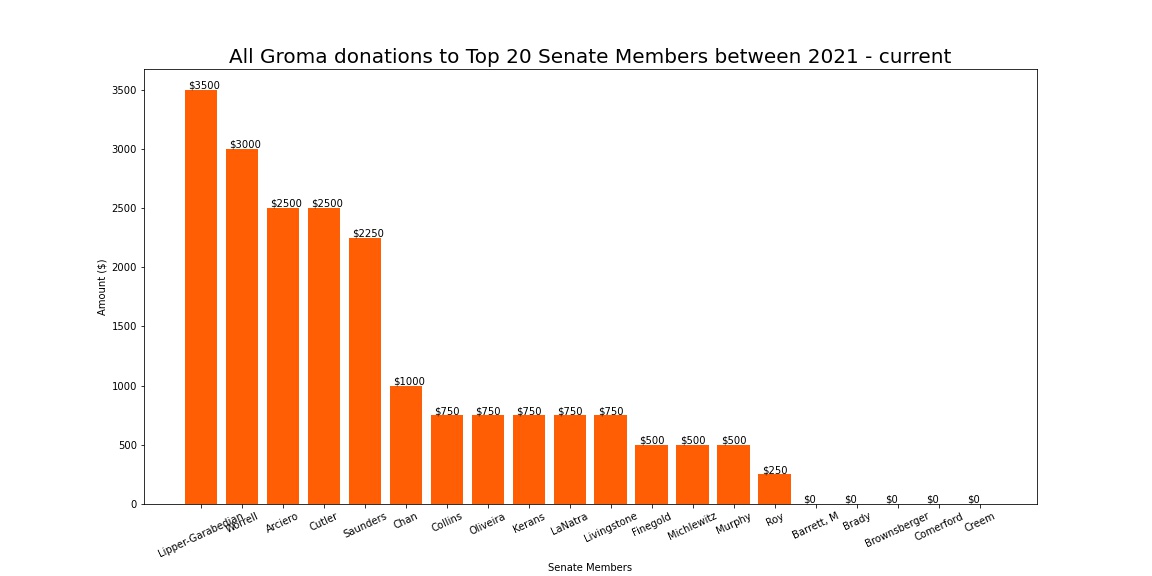 All Groma donations to Top 20 Senate Members between 2021 - current
Amount ($)
3500
3000
2500
2000
1500
1000
500
0
$3500
$3000
$2500
$2500
$2250
$1000
$750
$750
$750
$750
$750
$500
$500
$500
$250
$0
$0
$0
$0
$0
Lipper-Garabedian
Worrell
Arciero
Cutler
Saunders
Chan
Collins
Oliveira
Kerans
LaNatra
Livingstone
Finegold
Michlewitz
Murphy
Roy
Barrett, M
Brady
Brownsberger
Comerford
Creem
Senate Members